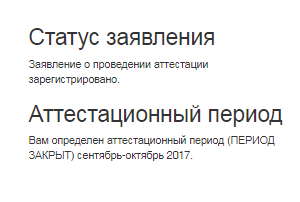 Статус заявления
Заявление о проведении аттестации
зарегистрировано.
Аттестационный период
Вам определен аттестационный период (ПЕРИОД
ЗАКРЫТ) сентябрь-октябрь 2017.